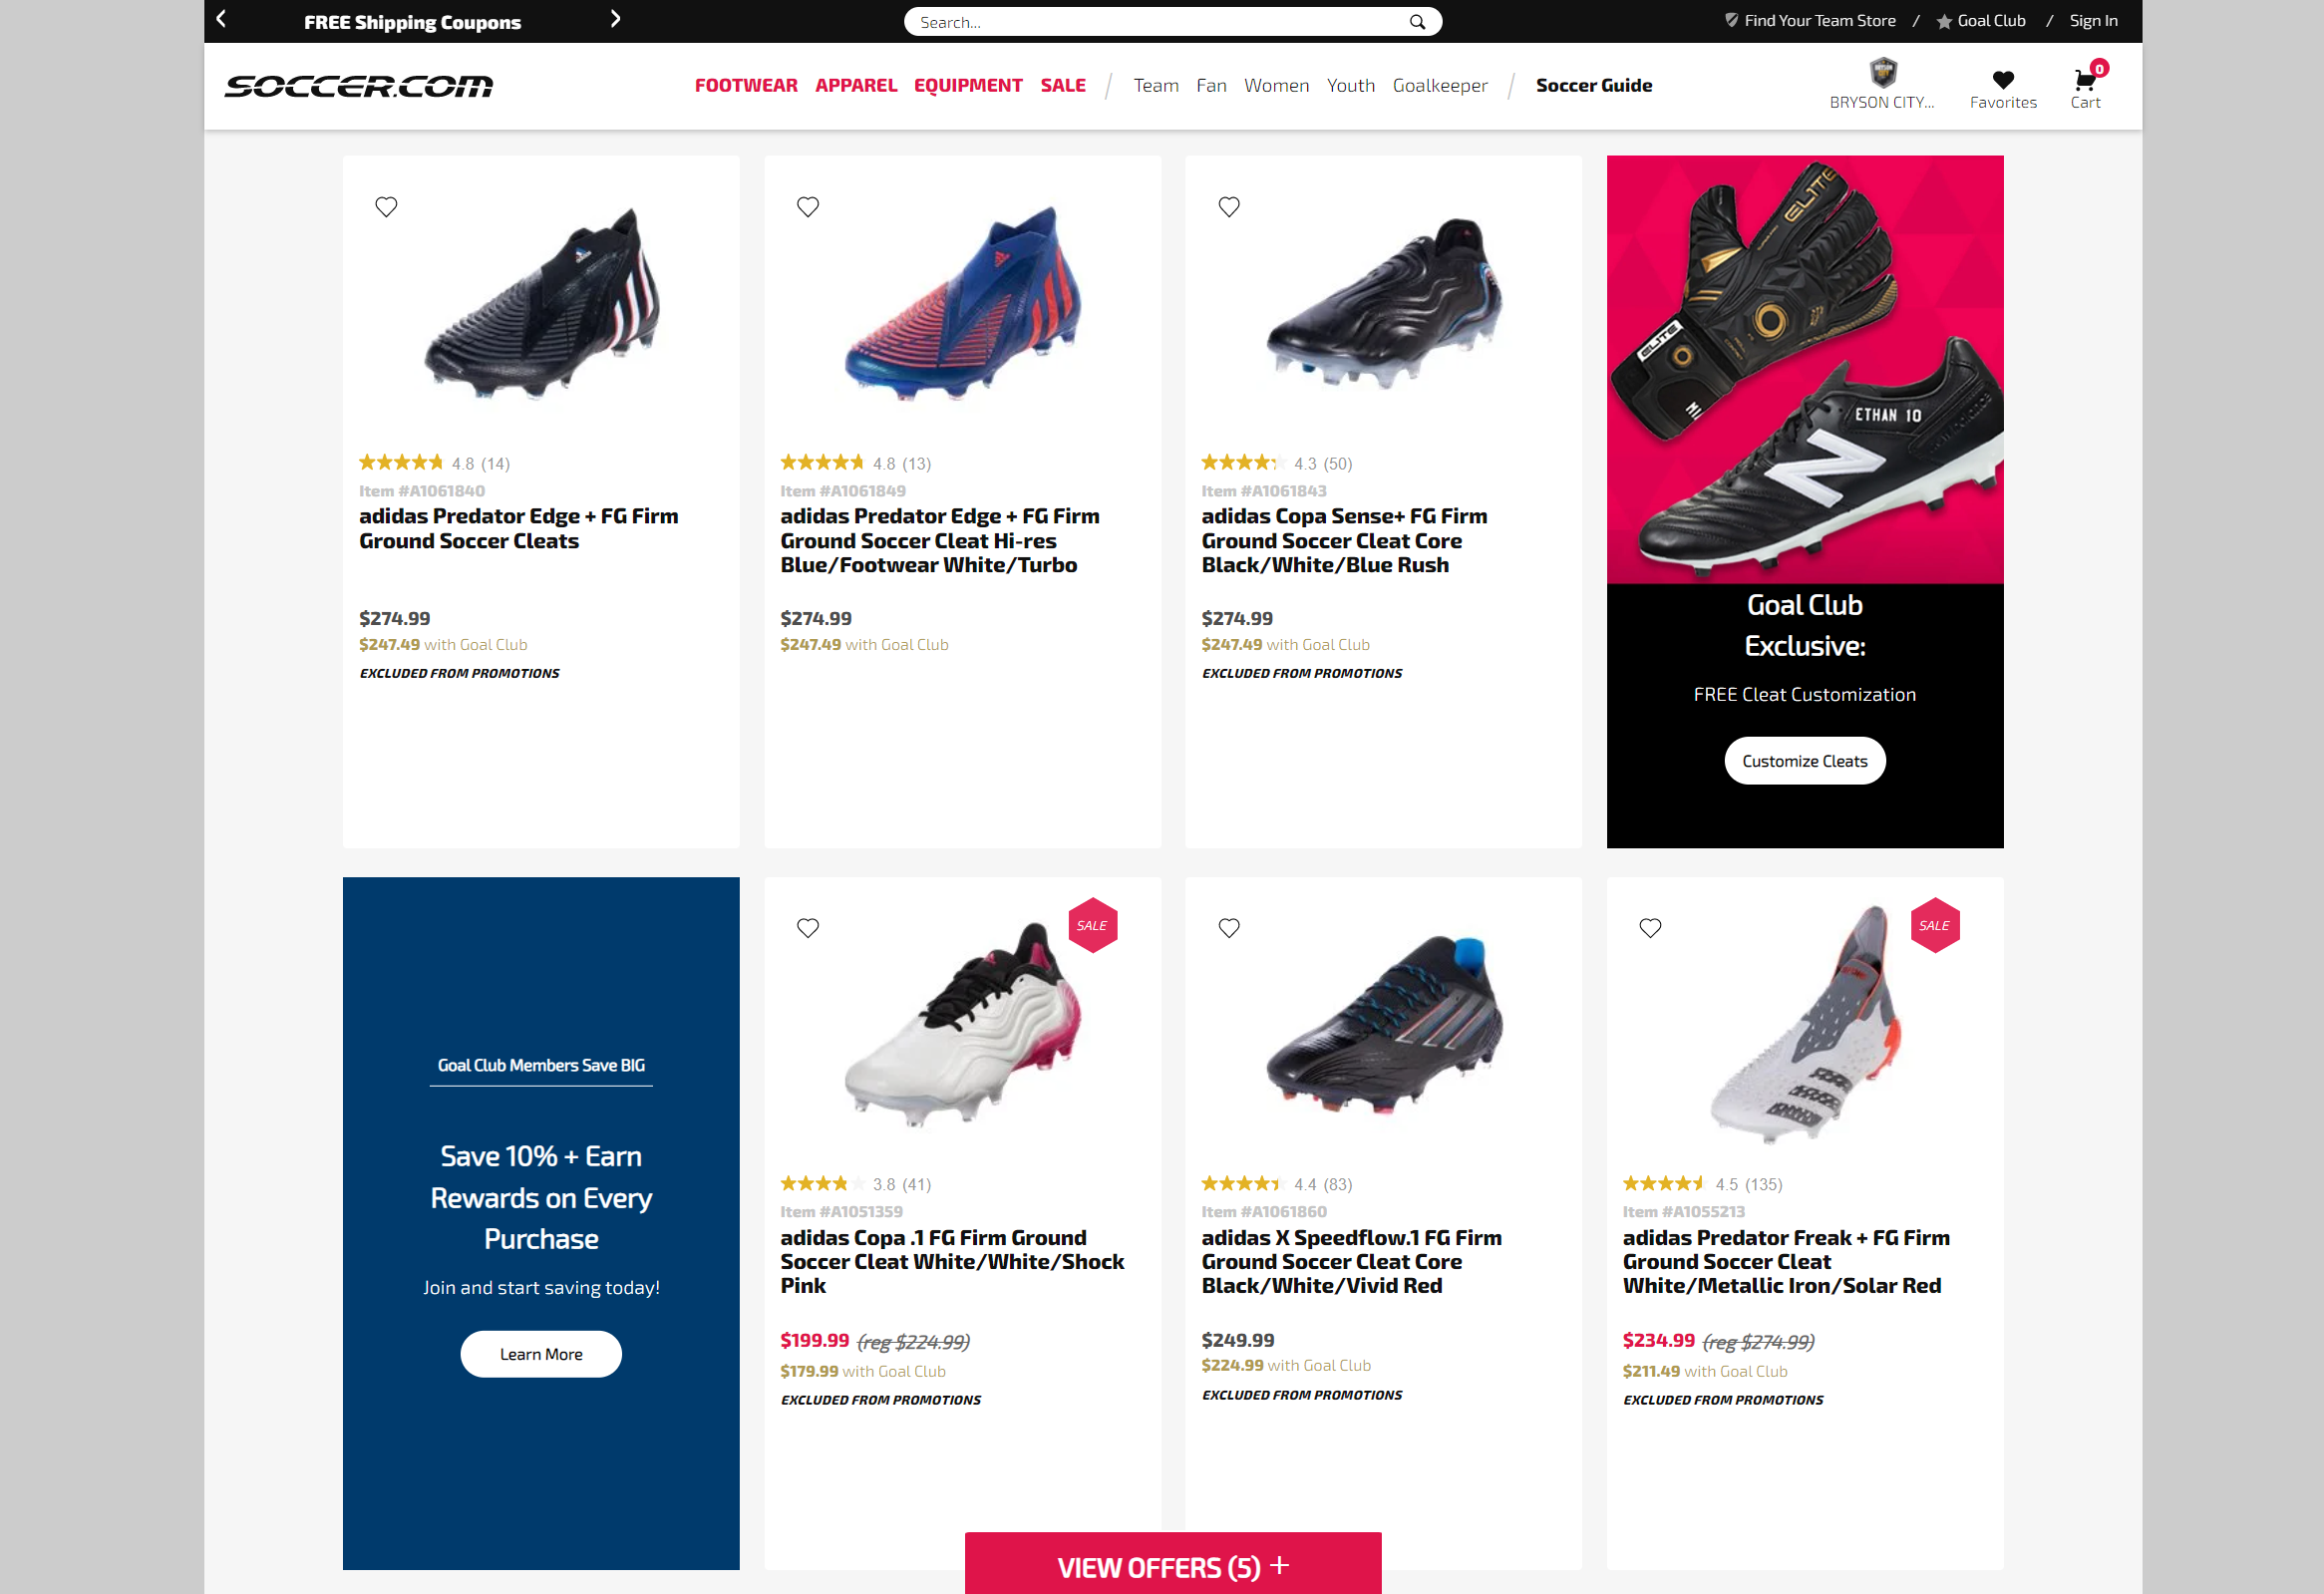 FREE Shipping Coupons
Search...
Find Your Team Store / Goal Club / Sign In
SOCCER.COM
FOOTWEAR APPAREL EQUIPMENT SALE / Team Fan Women Youth Goalkeeper / Soccer Guide
BRYSON CITY...
Favorites
0
Cart
4.8 (14)
Item #A1061840
adidas Predator Edge + FG Firm
Ground Soccer Cleats
$274.99
$247.49 with Goal Club
EXCLUDED FROM PROMOTIONS
4.8 (13)
Item #A1061849
adidas Predator Edge + FG Firm
Ground Soccer Cleat Hi-res
Blue/Footwear White/Turbo
$274.99
$247.49 with Goal Club
4.3 (50)
Item #A1061843
adidas Copa Sense+ FG Firm
Ground Soccer Cleat Core
Black/White/Blue Rush
$274.99
$247.49 with Goal Club
EXCLUDED FROM PROMOTIONS
ELITE
ELITE
ETHAN 10
Goal Club
Exclusive:
FREE Cleat Customization
Customize Cleats
Goal Club Members Save BIG
Save 10% + Earn
Rewards on Every
Purchase
Join and start saving today!
Learn More
SALE
3.8 (41)
Item #A1051359
adidas Copa .1 FG Firm Ground
Soccer Cleat White/White/Shock
Pink
$199.99 (reg $224.99)
$179.99 with Goal Club
EXCLUDED FROM PROMOTIONS
4.4 (83)
Item #A1061860
adidas X Speedflow.1 FG Firm
Ground Soccer Cleat Core
Black/White/Vivid Red
$249.99
$224.99 with Goal Club
EXCLUDED FROM PROMOTIONS
SALE
4.5 (135)
Item #A1055213
adidas Predator Freak + FG Firm
Ground Soccer Cleat
White/Metallic Iron/Solar Red
$234.99 (reg $274.99)
$211.49 with Goal Club
EXCLUDED FROM PROMOTIONS
VIEW OFFERS (5) +